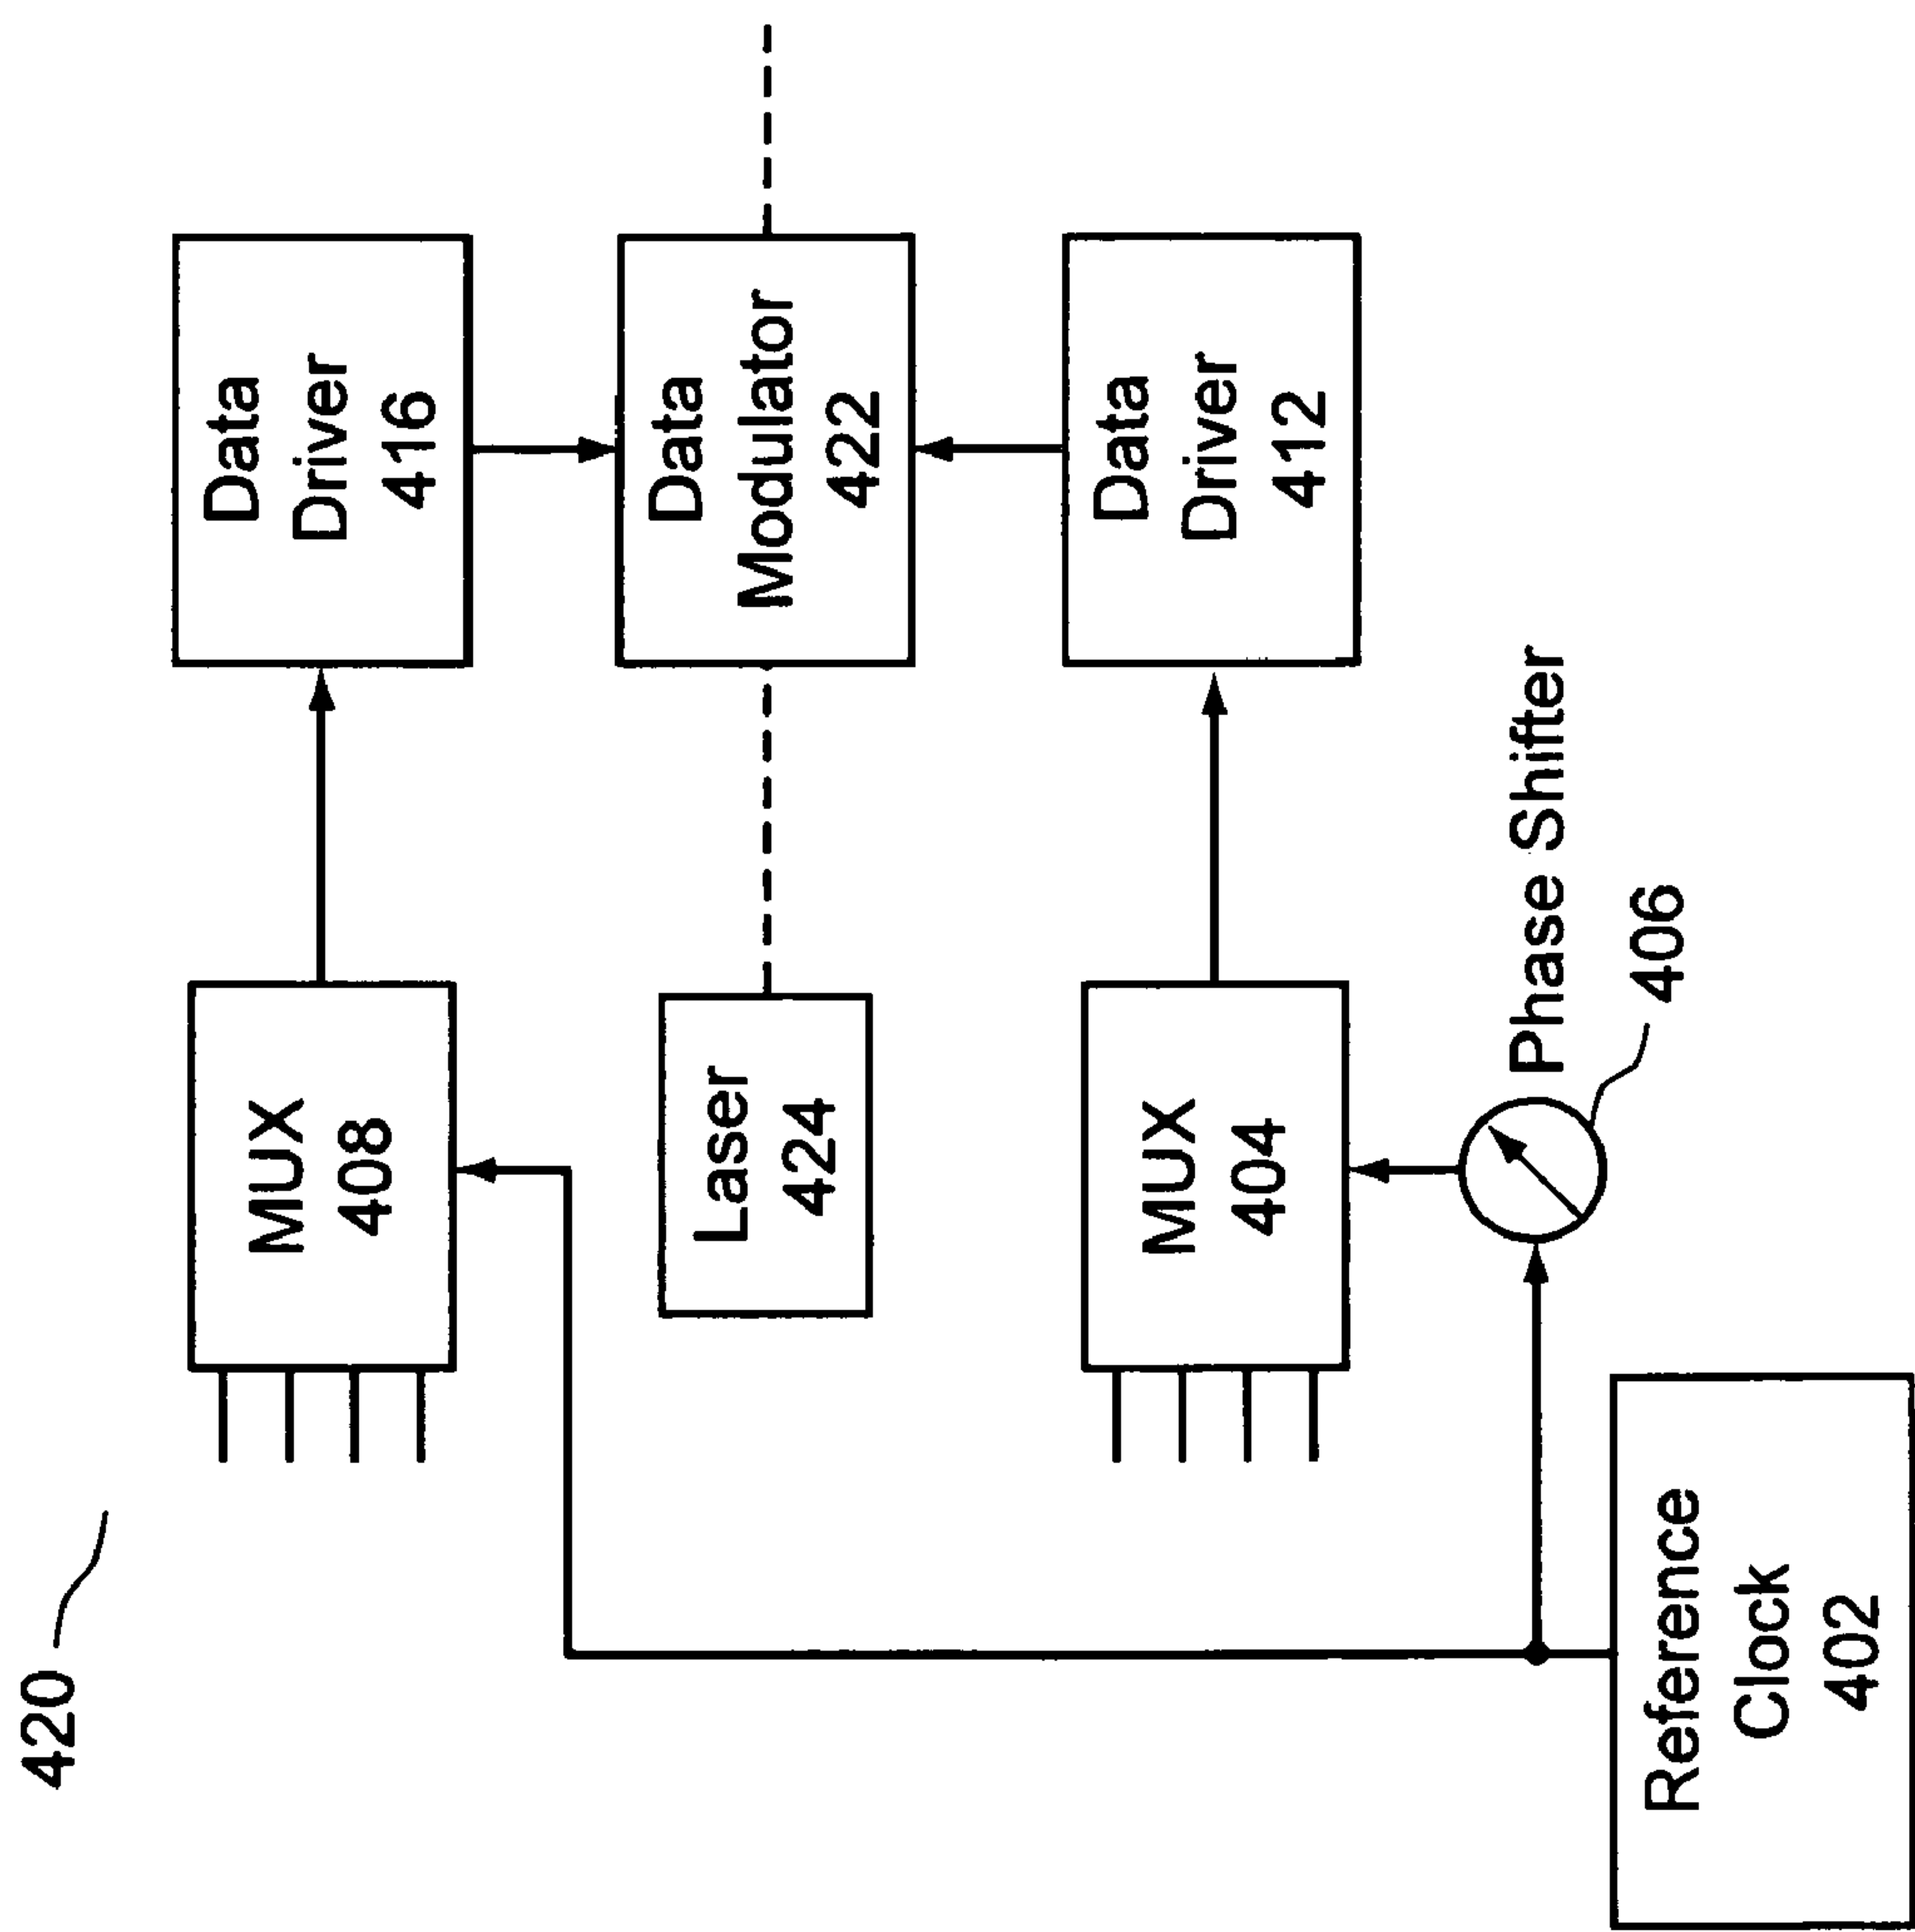 420
MUX
408
Data
Driver
416
Laser
424
Data
Modulator
422
MUX
404
Data
Driver
412
Phase Shifter
406
Reference
Clock
402